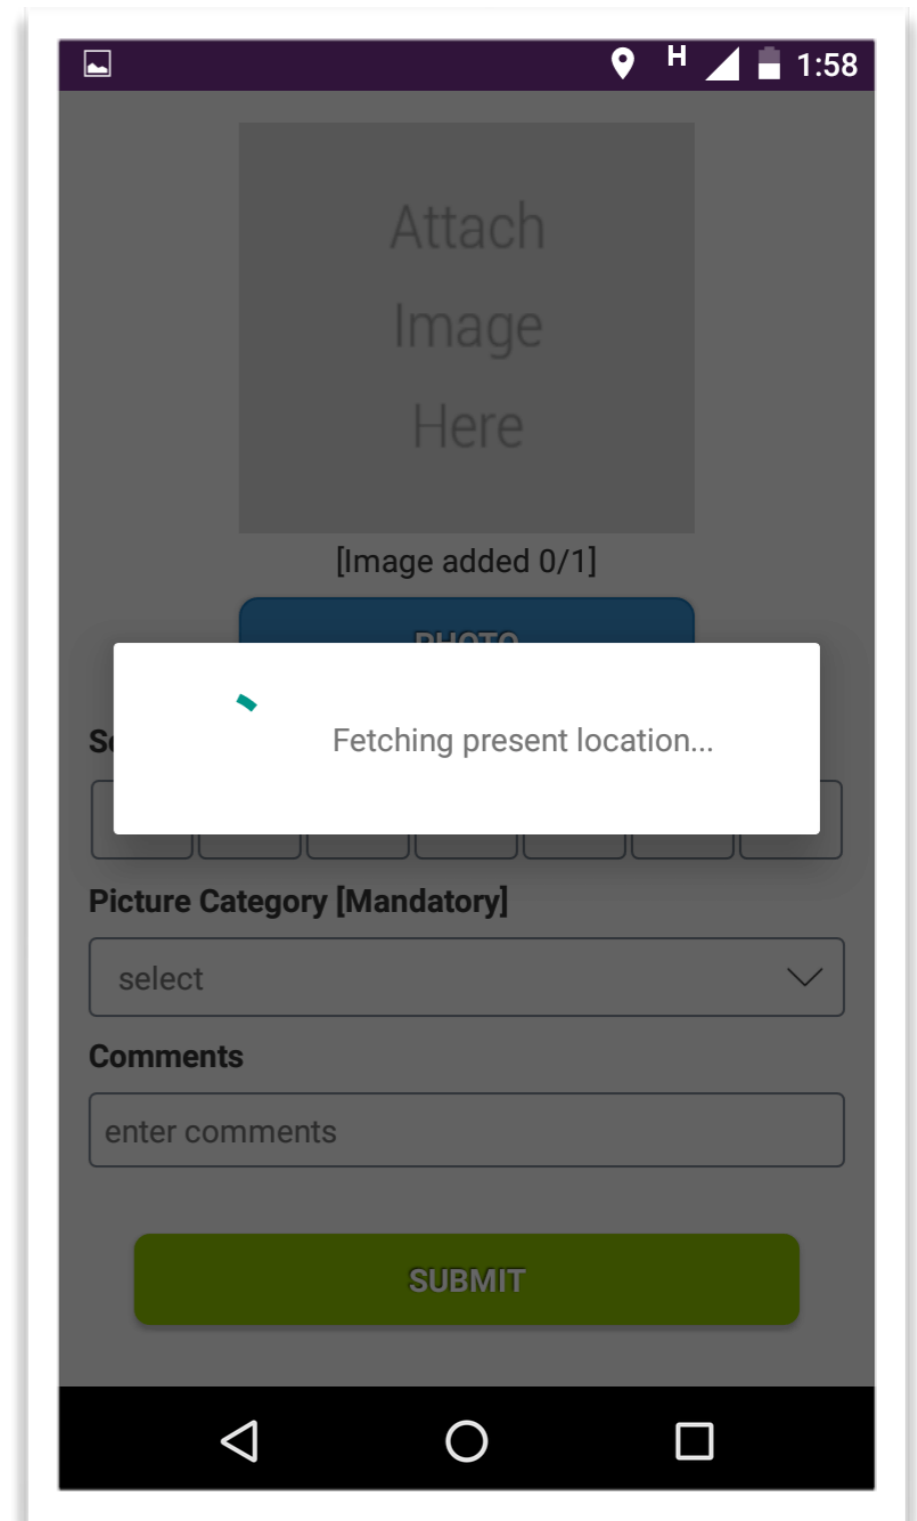 H 1:58
Attach
Image
Here
[Image added 0/1]
PHOTO
Fetching present location...
Picture Category [Mandatory]
select
Comments
enter comments
SUBMIT